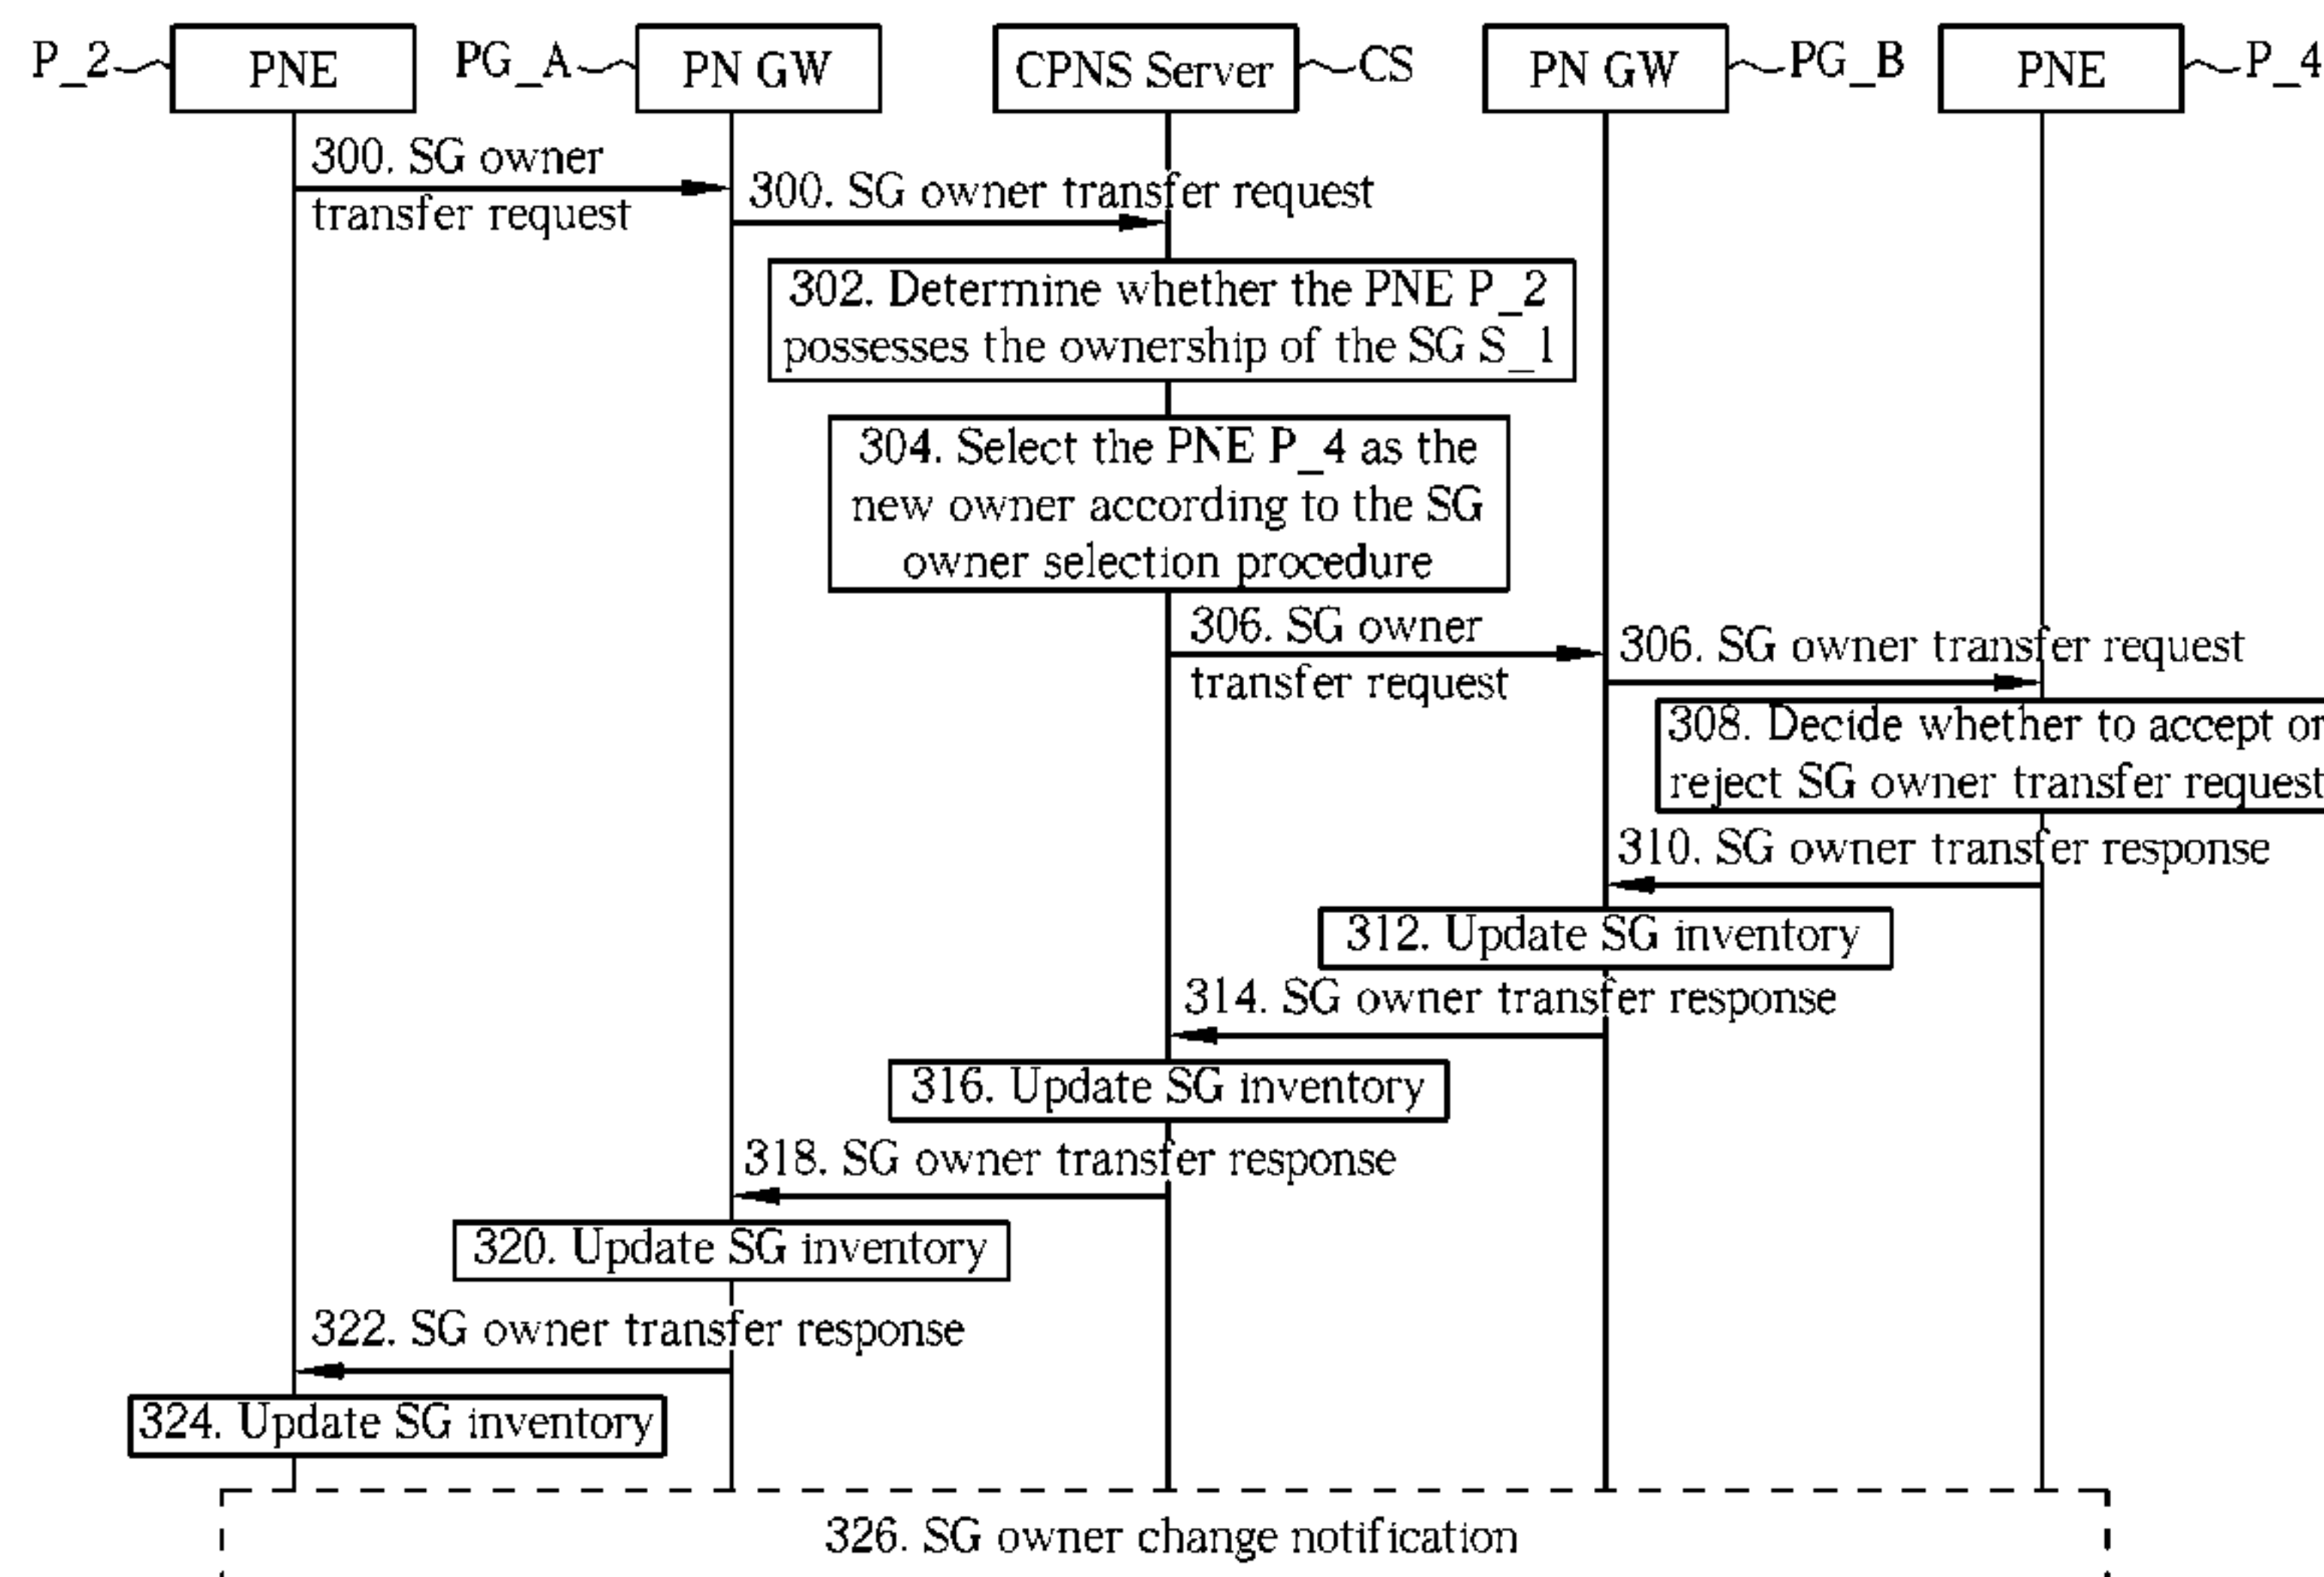 P_2
PNE
PG_A
PN GW
CPNS Server
CS
PN GW
PG_B
PNE
P_4
300. SG owner
transfer request
300. SG owner transfer request
302. Determine whether the PNE P_2
possesses the ownership of the SG S_1
304. Select the PNE P_4 as the
new owner according to the SG
owner selection procedure
306. SG owner
transfer request
306. SG owner transfer request
308. Decide whether to accept or
reject SG owner transfer request
310. SG owner transfer response
312. Update SG inventory
314. SG owner transfer response
316. Update SG inventory
318. SG owner transfer response
320. Update SG inventory
322. SG owner transfer response
324. Update SG inventory
326. SG owner change notification